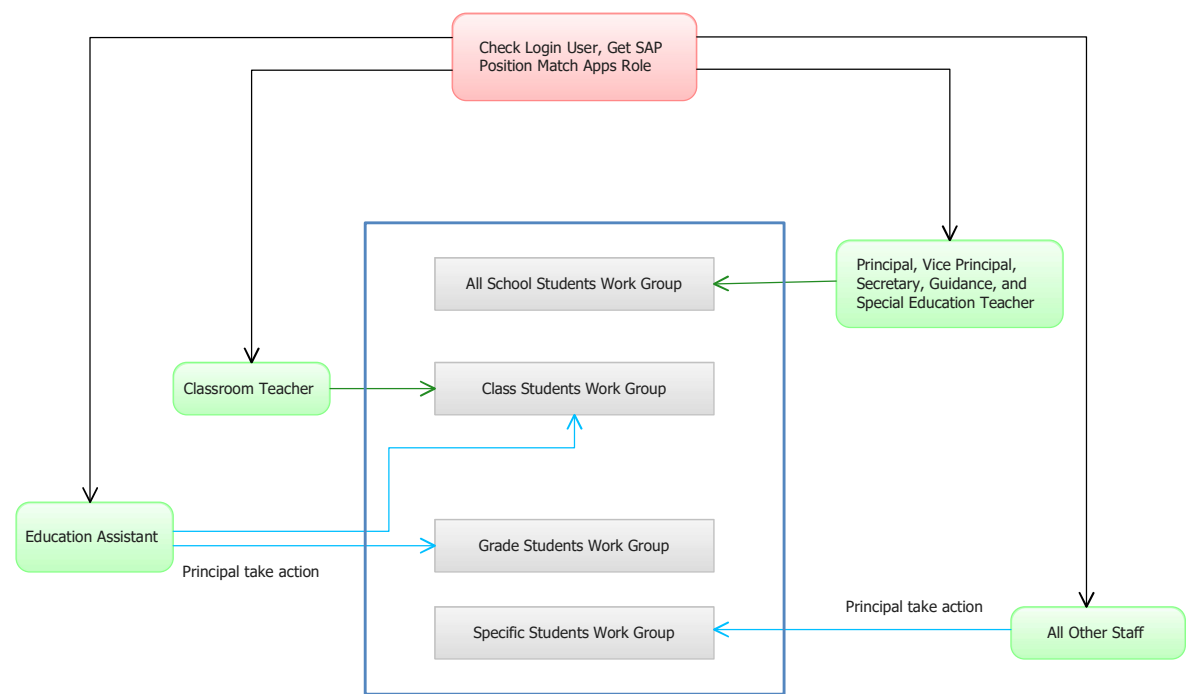 Check Login User, Get SAP
Position Match Apps Role
Principal, Vice Principal,
Secretary, Guidance, and
Special Education Teacher
All School Students Work Group
Classroom Teacher
Class Students Work Group
Education Assistant
Grade Students Work Group
Principal take action
Principal take action
Specific Students Work Group
All Other Staff